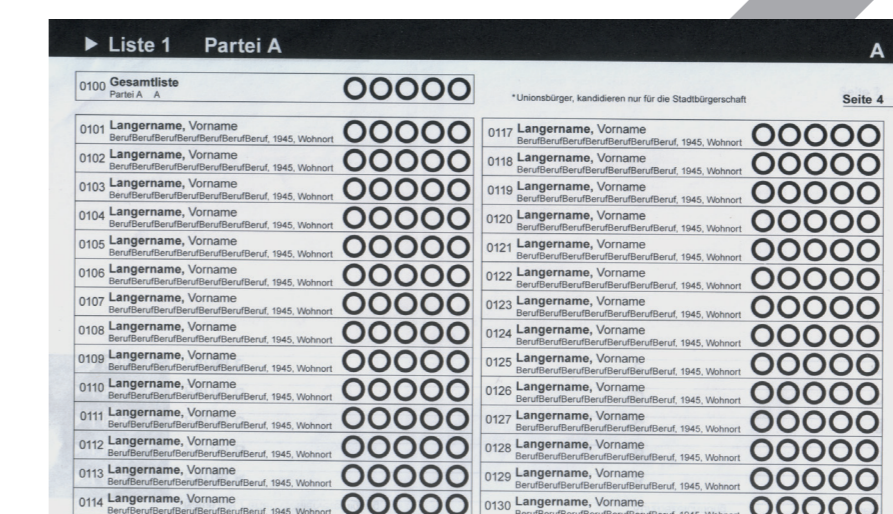 ▶ Liste 1 Partei A A
0100 Gesamtliste
Partei A A
*Unionsbürger, kandidieren nur für die Stadtbürgerschaft
Seite 4
0101 Langername, Vorname
BerufBerufBerufBerufBerufBeruf, 1945, Wohnort
0102 Langername, Vorname
BerufBerufBerufBerufBerufBeruf, 1945, Wohnort
0103 Langername, Vorname
BerufBerufBerufBerufBerufBeruf, 1945, Wohnort
0104 Langername, Vorname
BerufBerufBerufBerufBerufBeruf, 1945, Wohnort
0105 Langername, Vorname
BerufBerufBerufBerufBerufBeruf, 1945, Wohnort
0106 Langername, Vorname
BerufBerufBerufBerufBerufBeruf, 1945, Wohnort
0107 Langername, Vorname
BerufBerufBerufBerufBerufBeruf, 1945, Wohnort
0108 Langername, Vorname
BerufBerufBerufBerufBerufBeruf, 1945, Wohnort
0109 Langername, Vorname
BerufBerufBerufBerufBerufBeruf, 1945, Wohnort
0110 Langername, Vorname
BerufBerufBerufBerufBerufBeruf, 1945, Wohnort
0111 Langername, Vorname
BerufBerufBerufBerufBerufBeruf, 1945, Wohnort
0112 Langername, Vorname
BerufBerufBerufBerufBerufBeruf, 1945, Wohnort
0113 Langername, Vorname
BerufBerufBerufBerufBerufBeruf, 1945, Wohnort
0114 Langername, Vorname
BerufBerufBerufBerufBerufBeruf, 1945, Wohnort
0117 Langername, Vorname
BerufBerufBerufBerufBerufBeruf, 1945, Wohnort
0118 Langername, Vorname
BerufBerufBerufBerufBerufBeruf, 1945, Wohnort
0119 Langername, Vorname
BerufBerufBerufBerufBerufBeruf, 1945, Wohnort
0120 Langername, Vorname
BerufBerufBerufBerufBerufBeruf, 1945, Wohnort
0121 Langername, Vorname
BerufBerufBerufBerufBerufBeruf, 1945, Wohnort
0122 Langername, Vorname
BerufBerufBerufBerufBerufBeruf, 1945, Wohnort
0123 Langername, Vorname
BerufBerufBerufBerufBerufBeruf, 1945, Wohnort
0124 Langername, Vorname
BerufBerufBerufBerufBerufBeruf, 1945, Wohnort
0125 Langername, Vorname
BerufBerufBerufBerufBerufBeruf, 1945, Wohnort
0126 Langername, Vorname
BerufBerufBerufBerufBerufBeruf, 1945, Wohnort
0127 Langername, Vorname
BerufBerufBerufBerufBerufBeruf, 1945, Wohnort
0128 Langername, Vorname
BerufBerufBerufBerufBerufBeruf, 1945, Wohnort
0129 Langername, Vorname
BerufBerufBerufBerufBerufBeruf, 1945, Wohnort
0130 Langername, Vorname